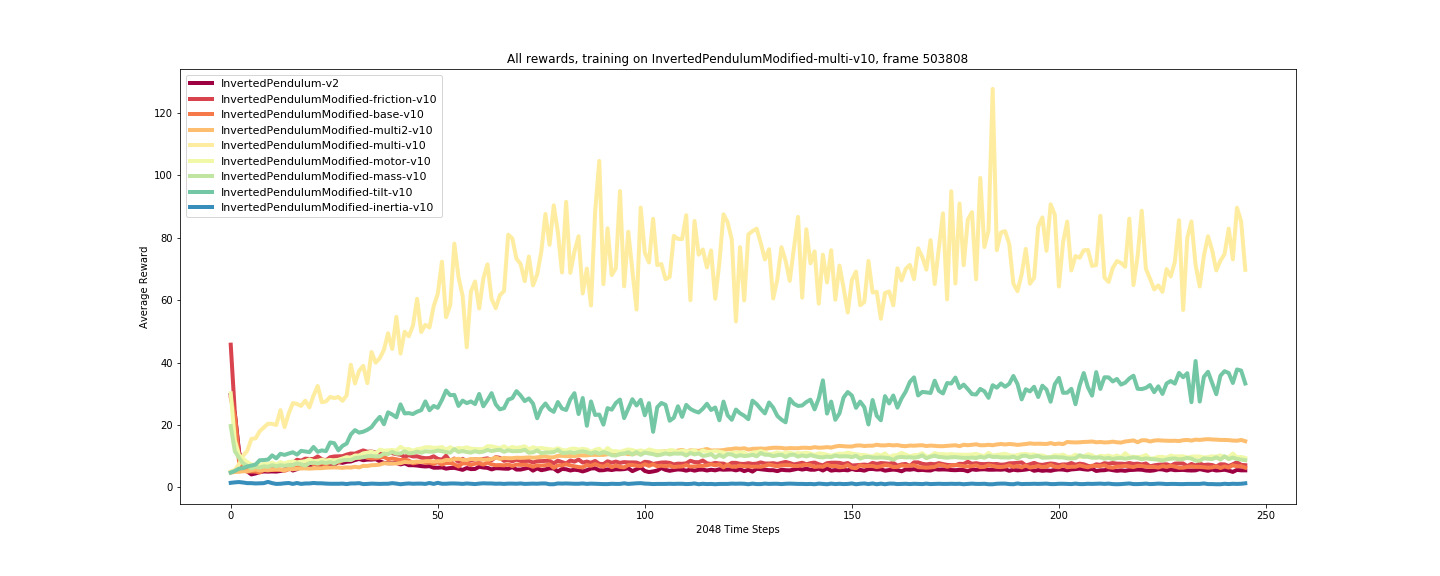 All rewards, training on InvertedPendulumModified-multi-v10, frame 503808
InvertedPendulum-v2
InvertedPendulumModified-friction-v10
InvertedPendulumModified-base-v10
InvertedPendulumModified-multi2-v10
InvertedPendulumModified-multi-v10
InvertedPendulumModified-motor-v10
InvertedPendulumModified-mass-v10
InvertedPendulumModified-tilt-v10
InvertedPendulumModified-inertia-v10
Average Reward
120
100
80
60
40
20
0
0 50 100 150 200 250
2048 Time Steps